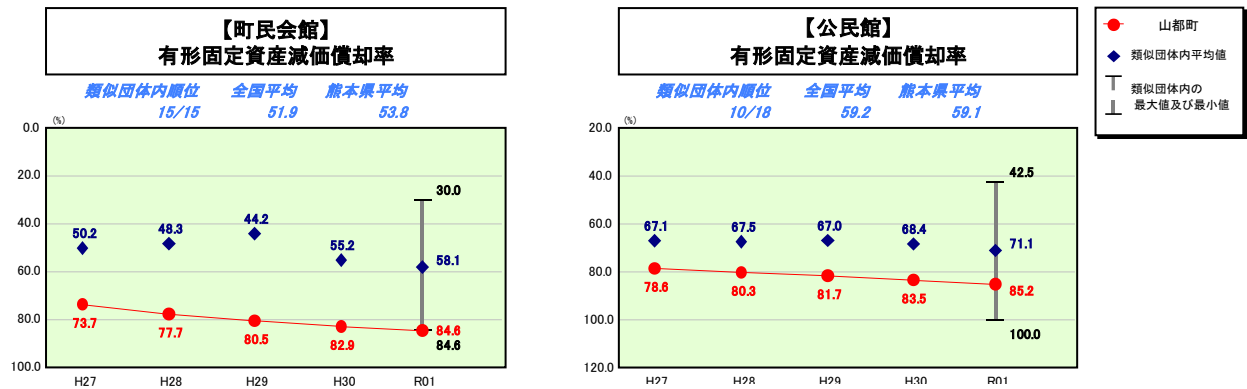 【町民会館】
有形固定資産減価償却率
類似団体内順位 全国平均 熊本県平均
15/15 51.9 53.8
(%)
0.0
20.0
40.0
60.0
80.0
100.0
50.2
48.3
44.2
55.2
58.1
30.0
73.7
77.7
80.5
82.9
84.6
84.6
H27 H28 H29 H30 R01
【公民館】
有形固定資産減価償却率
類似団体内順位 全国平均 熊本県平均
10/18 59.2 59.1
(%)
20.0
40.0
60.0
80.0
100.0
120.0
67.1
67.5
67.0
68.4
71.1
42.5
78.6
80.3
81.7
83.5
85.2
100.0
H27 H28 H29 H30 R01
山都町
類似団体内平均値
類似団体内の
最大値及び最小値